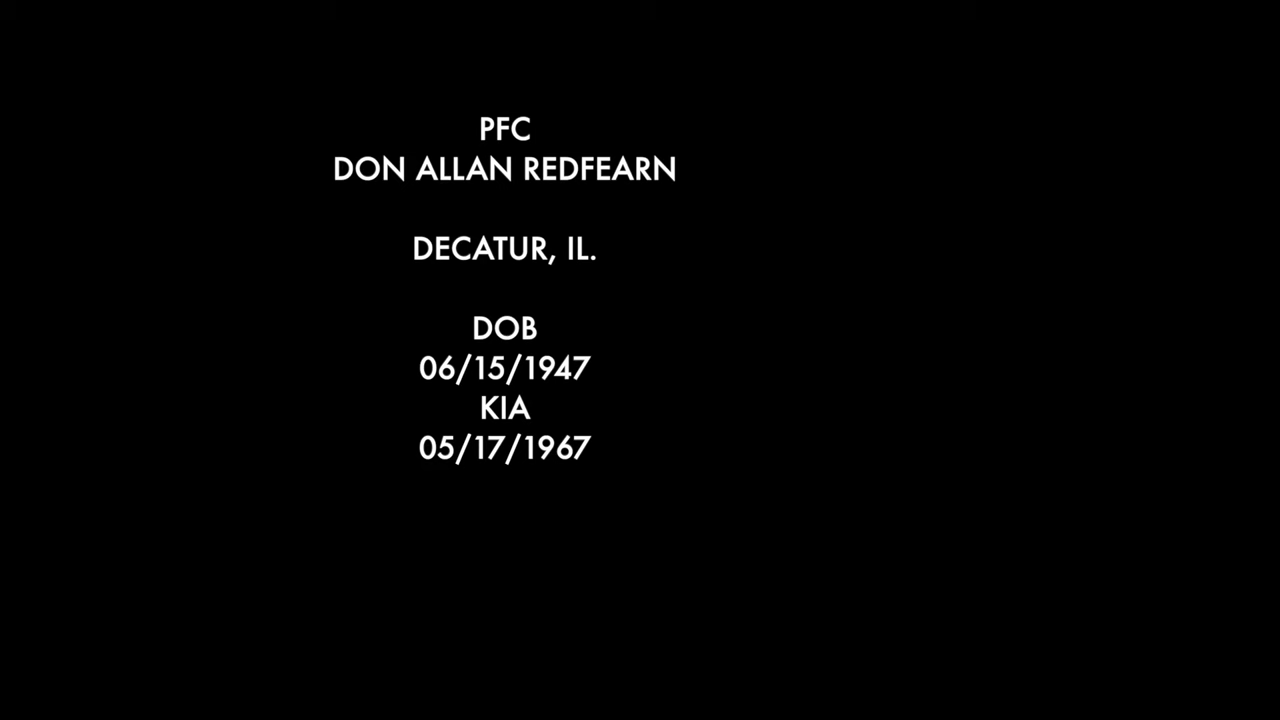 PFC
DON ALLAN REDFEARN
DECATUR, IL.
DOB
06/15/1947
KIA
05/17/1967